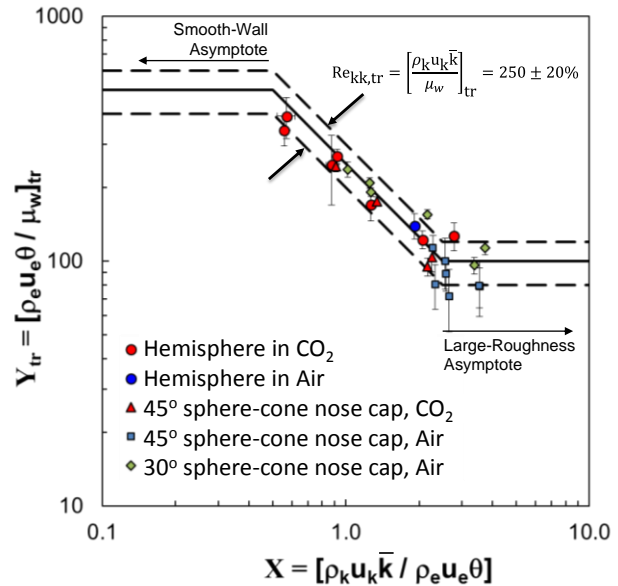 1000
Smooth-Wall
Asymptote
Re_kk,tr = [ρ_k u_k k̅ / μ_w]_tr = 250 ± 20%
100
Large-Roughness
Asymptote
Y_tr = [ρ_e u_e θ / μ_w]_tr
Hemisphere in CO₂
Hemisphere in Air
45° sphere-cone nose cap, CO₂
45° sphere-cone nose cap, Air
30° sphere-cone nose cap, Air
10
0.1 1.0 10.0
X = [ρ_k u_k k̅ / ρ_e u_e θ]